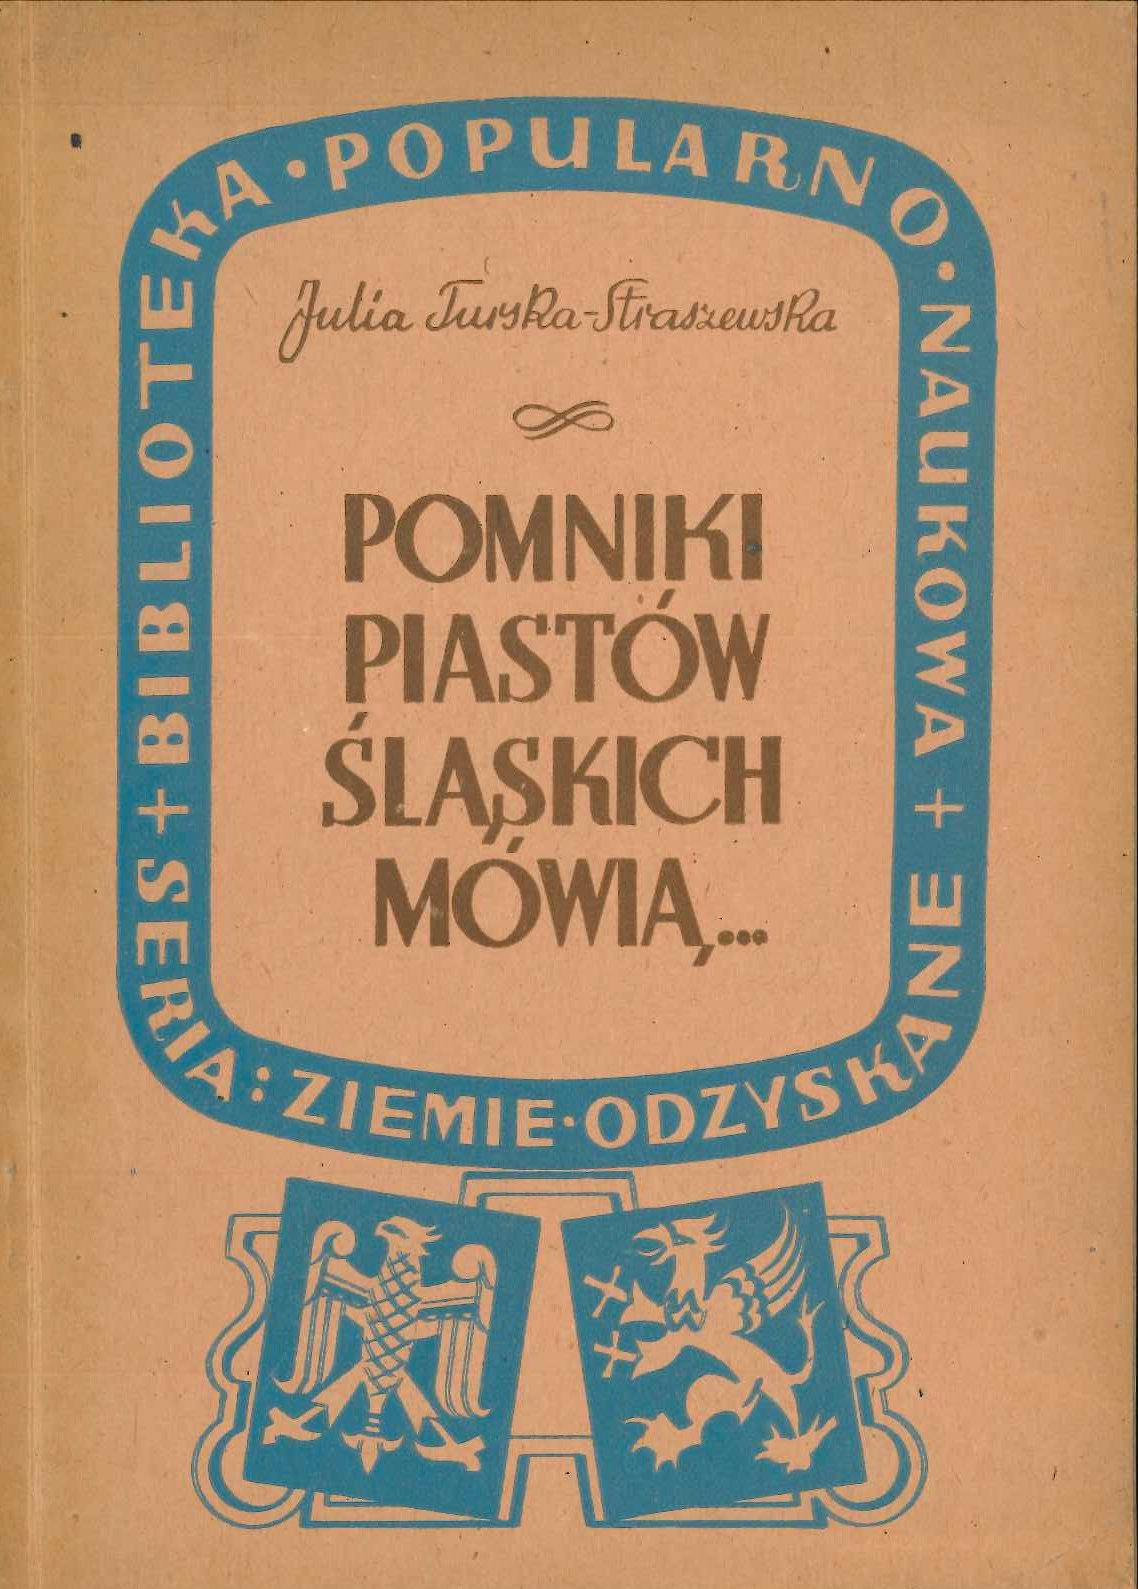 BIBLIOTEKA · POPULARNO · NAUKOWA +
Julia Turska-Straszewska
POMNIKI
PIASTÓW
ŚLĄSKICH
MÓWIĄ...
SERIA: ZIEMIE · ODZYSKANE +